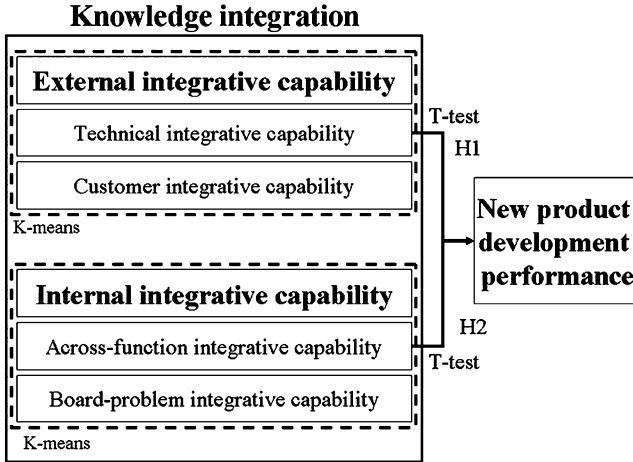 Knowledge integration
External integrative capability
Technical integrative capability
Customer integrative capability
K-means
Internal integrative capability
Across-function integrative capability
Board-problem integrative capability
K-means
T-test
H1
H2
T-test
New product
development
performance